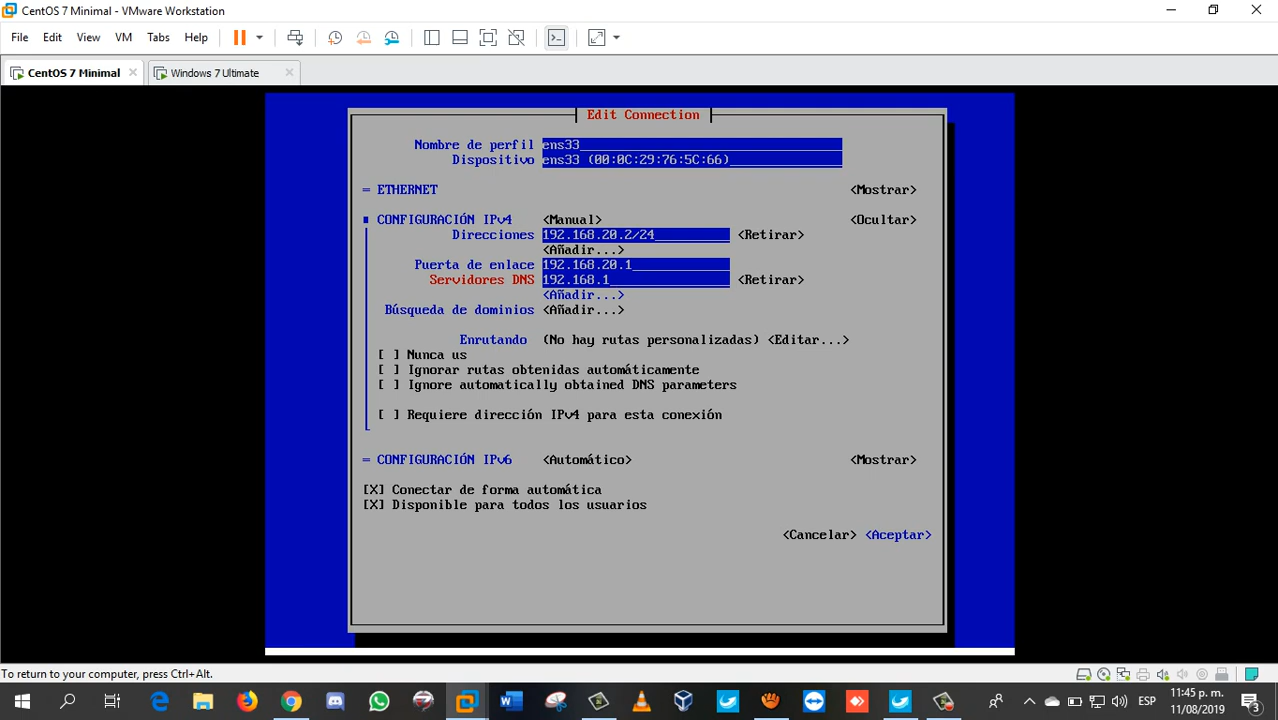 CentOS 7 Minimal - VMware Workstation
File Edit View VM Tabs Help
CentOS 7 Minimal Windows 7 Ultimate
Edit Connection
Nombre de perfil ens33
Dispositivo ens33 (00:0C:29:76:5C:66)
= ETHERNET <Mostrar>
CONFIGURACIÓN IPv4 <Manual> <Ocultar>
Direcciones 192.168.20.2/24 <Retirar>
<Añadir...>
Puerta de enlace 192.168.20.1
Servidores DNS 192.168.1 <Retirar>
<Añadir...>
Búsqueda de dominios <Añadir...>
Enrutando (No hay rutas personalizadas) <Editar...>
[ ] Nunca us
[ ] Ignorar rutas obtenidas automáticamente
[ ] Ignore automatically obtained DNS parameters
[ ] Requiere dirección IPv4 para esta conexión
= CONFIGURACIÓN IPv6 <Automático> <Mostrar>
[X] Conectar de forma automática
[X] Disponible para todos los usuarios
<Cancelar> <Aceptar>
To return to your computer, press Ctrl+Alt.
ESP
11:45 p. m.
11/08/2019
3